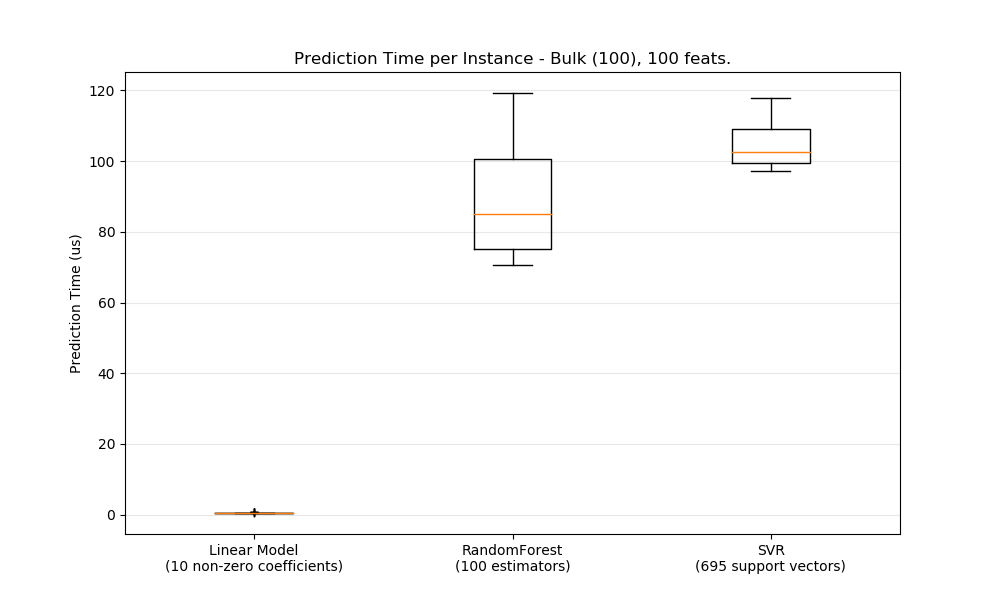 Prediction Time per Instance - Bulk (100), 100 feats.
Prediction Time (us)
120
100
80
60
40
20
0
Linear Model
(10 non-zero coefficients)
RandomForest
(100 estimators)
SVR
(695 support vectors)